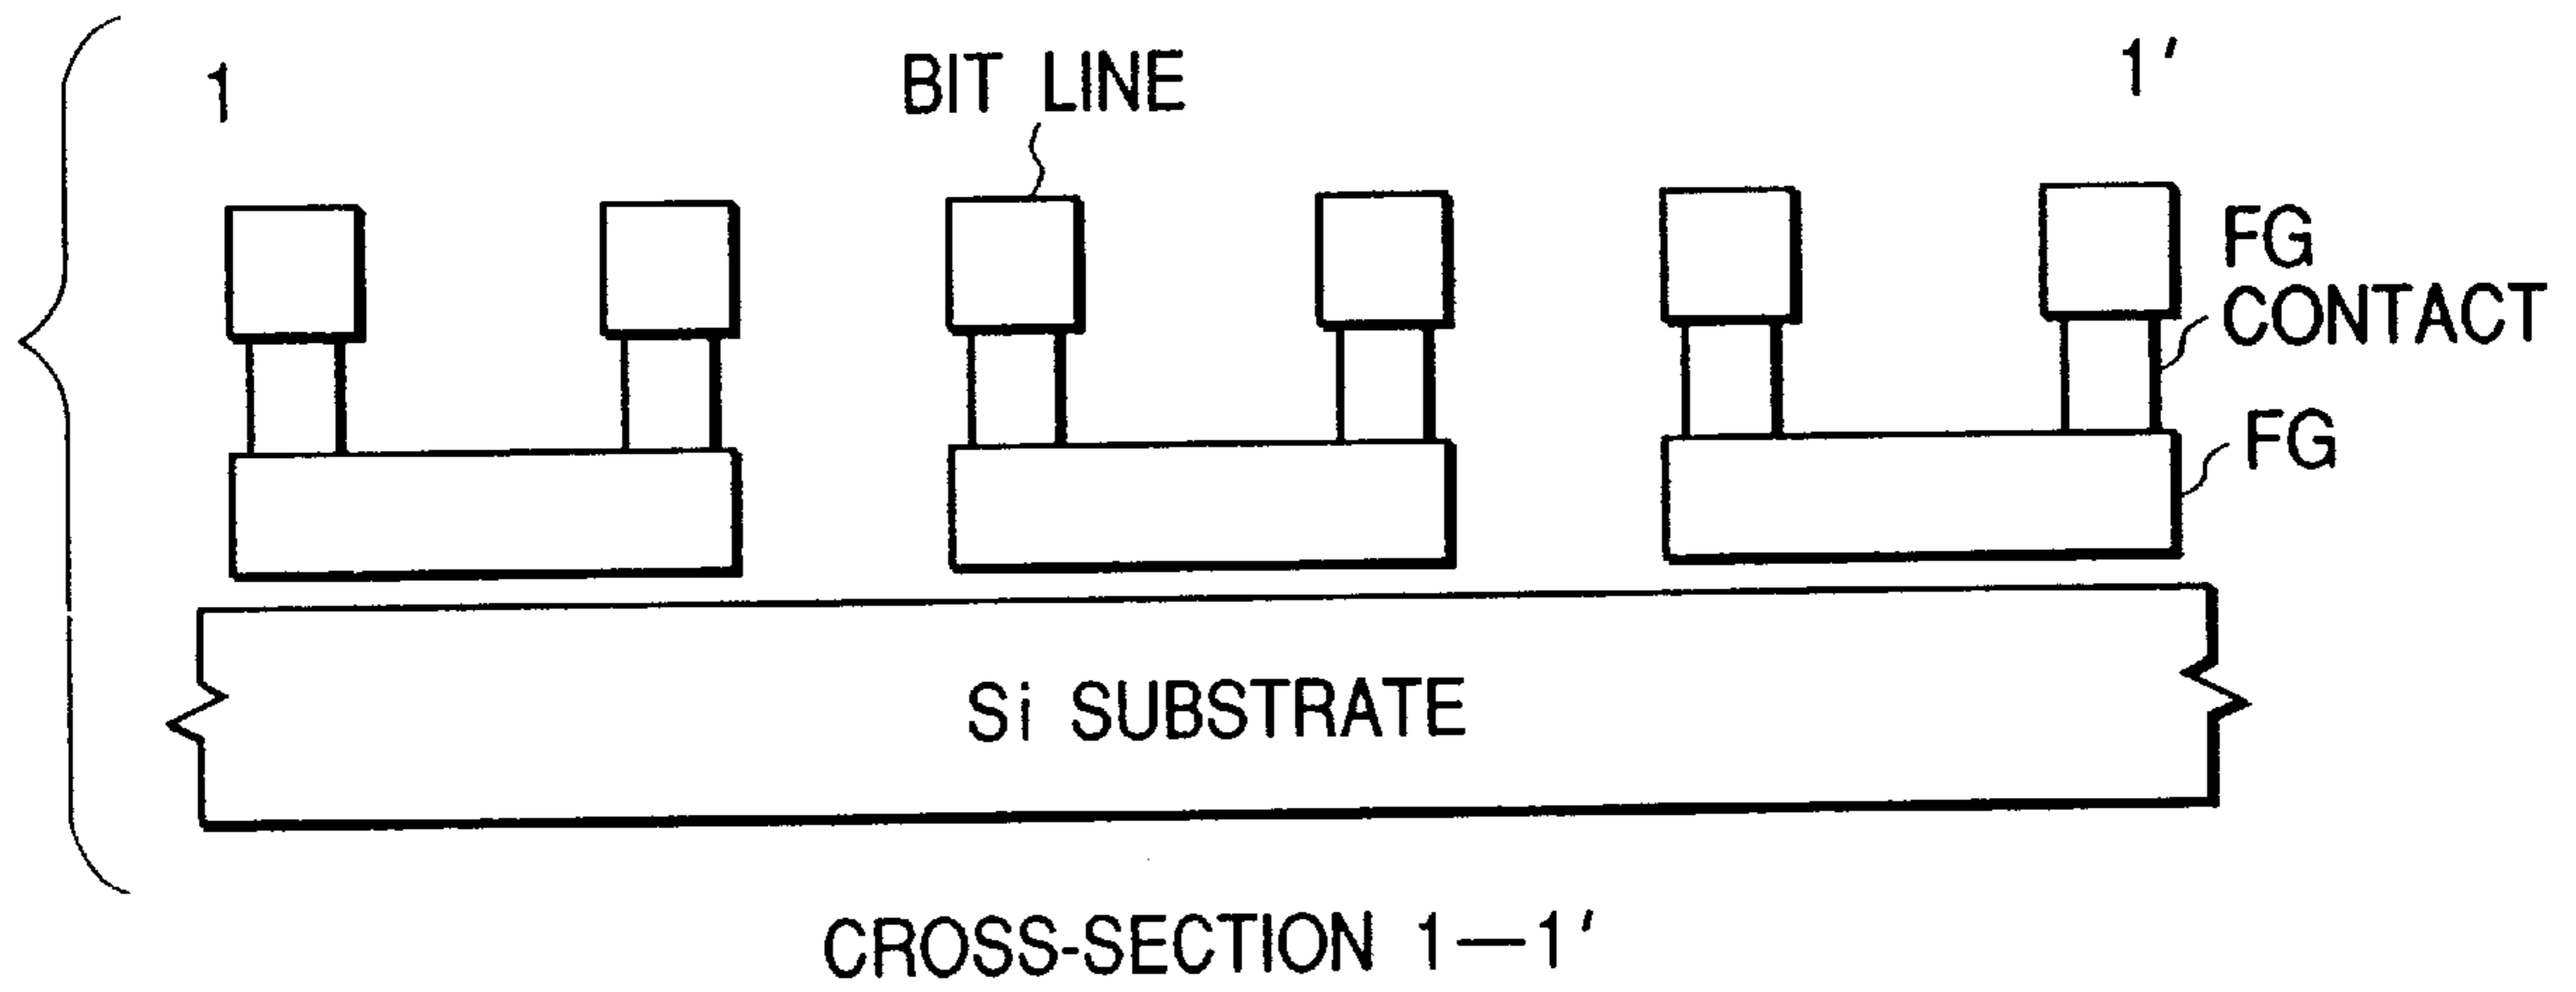 1
BIT LINE
1'
FG
CONTACT
FG
Si SUBSTRATE
CROSS-SECTION 1—1'